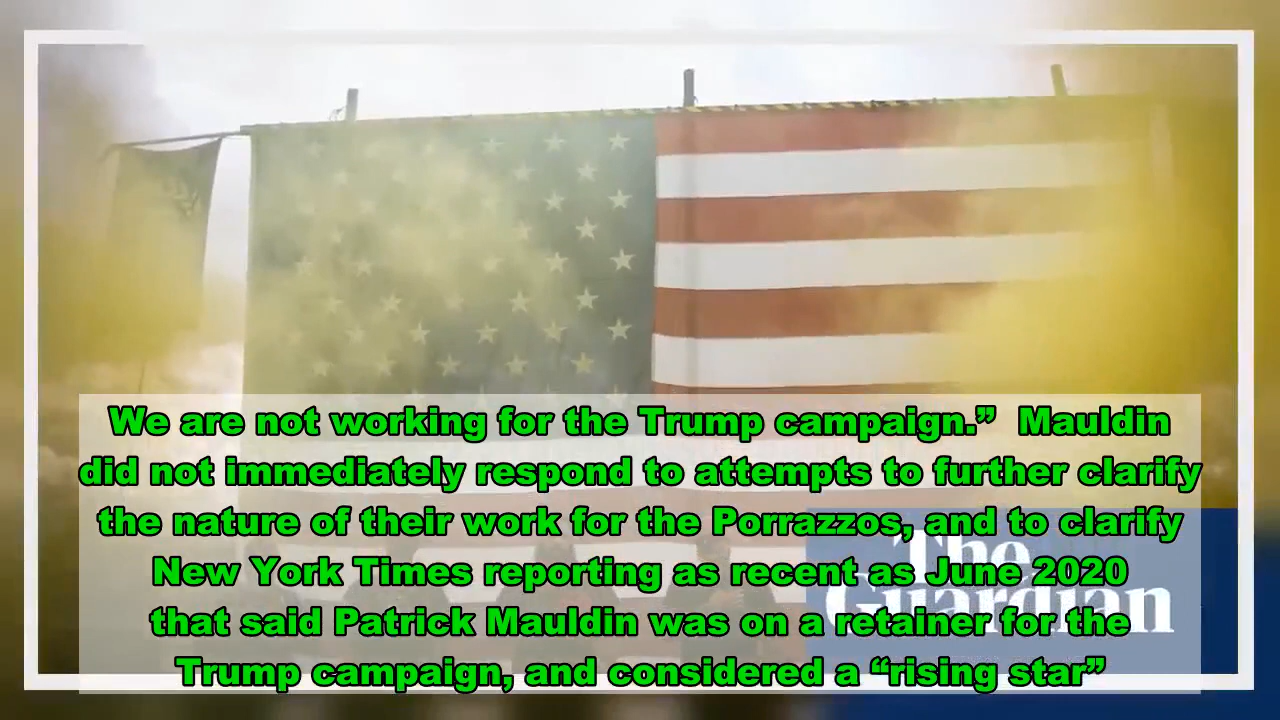 We are not working for the Trump campaign.” Mauldin
did not immediately respond to attempts to further clarify
the nature of their work for the Porrazzos, and to clarify
New York Times reporting as recent as June 2020
that said Patrick Mauldin was on a retainer for the
Trump campaign, and considered a “rising star”
The
Guardian